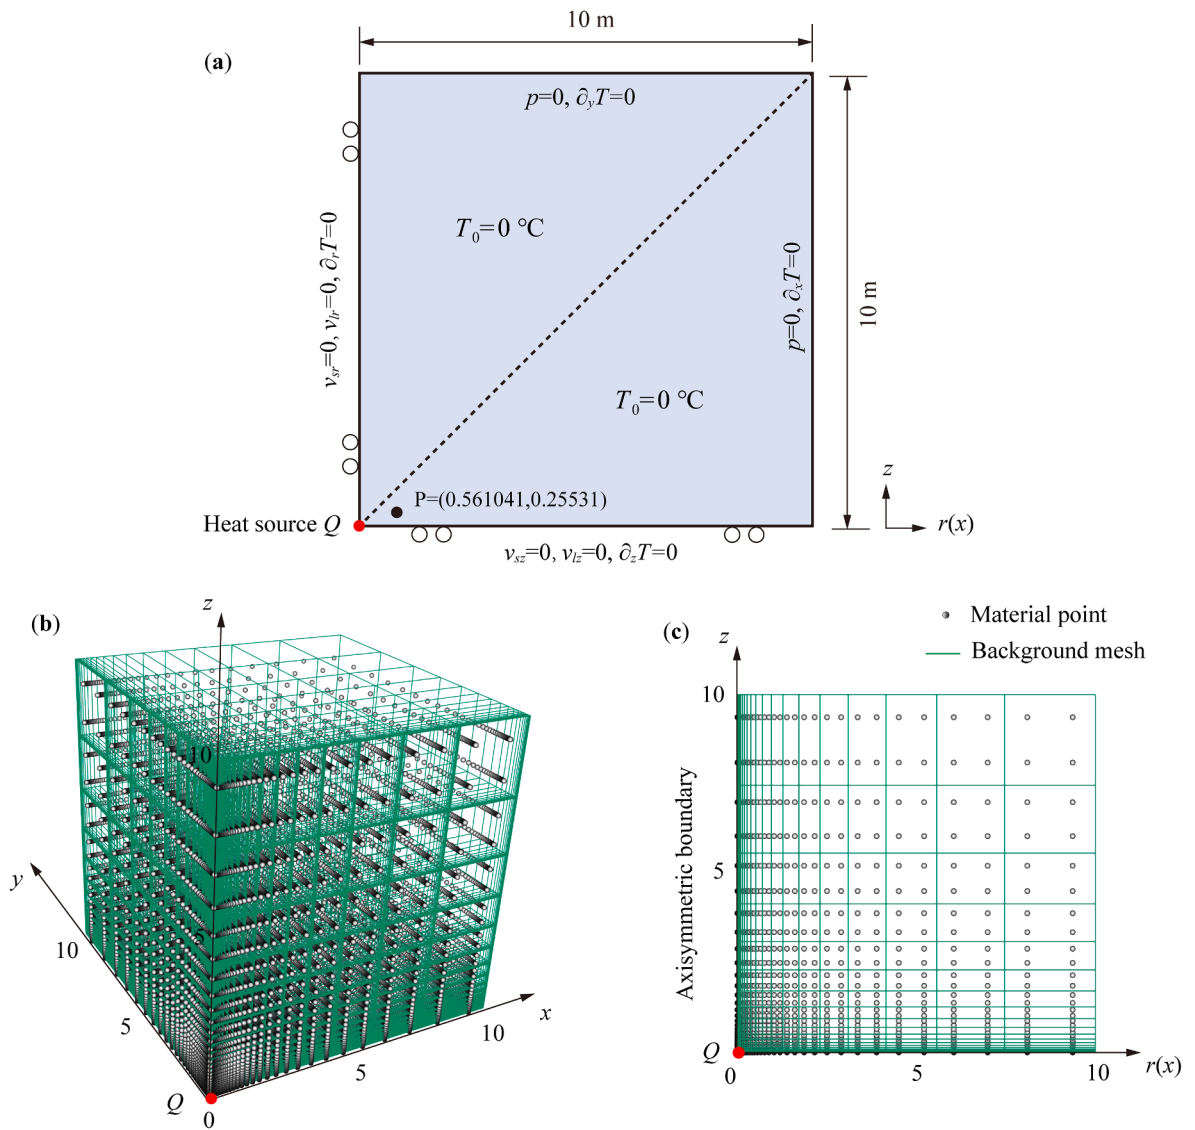 (a)
10 m
p=0, ∂yT=0
T0=0 ℃
vsr=0, vlr=0, ∂rT=0
p=0, ∂xT=0
10 m
T0=0 ℃
P=(0.561041,0.25531)
z
r(x)
Heat source Q
vsz=0, vlz=0, ∂zT=0
(b)
z
10
5
y
10
5
x
10
5
Q
0
(c)
Material point
Background mesh
z
10
Axisymmetric boundary
5
Q
0
5
10
r(x)